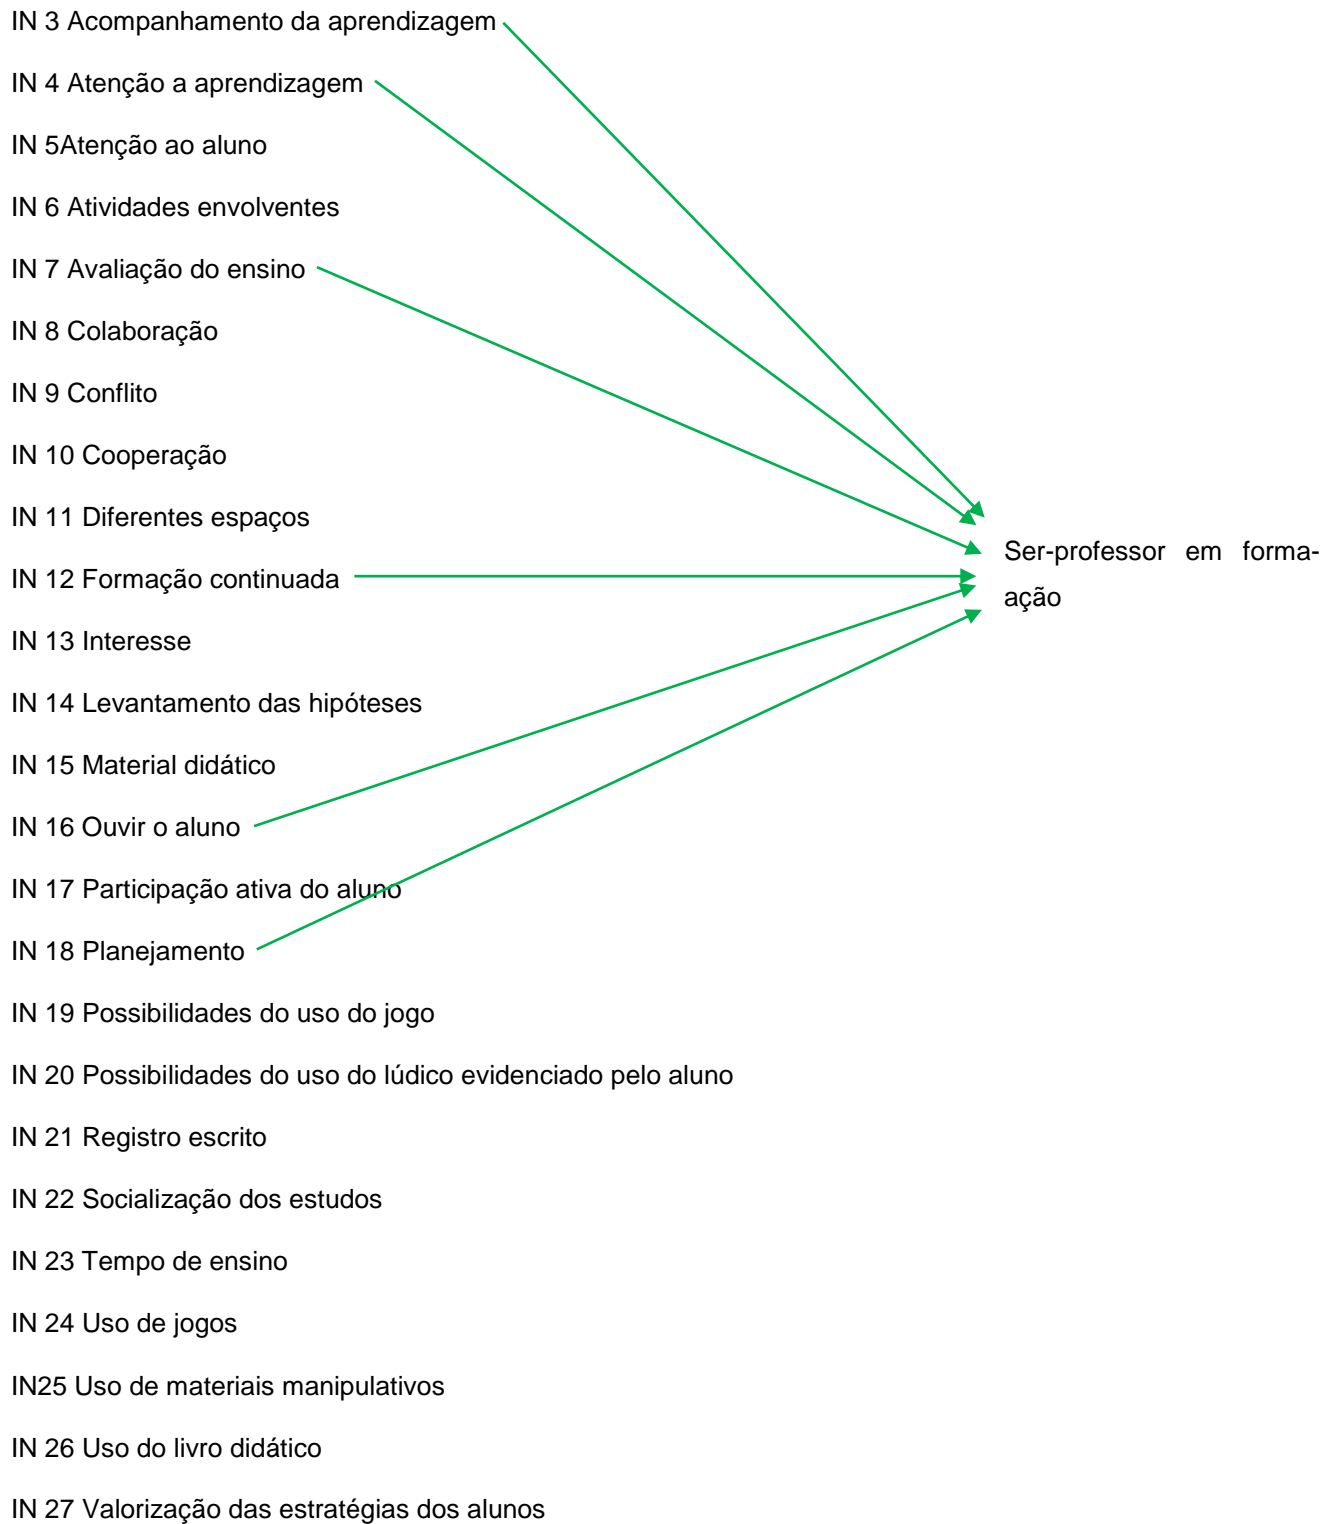 IN 3 Acompanhamento da aprendizagem
IN 4 Atenção a aprendizagem
IN 5Atenção ao aluno
IN 6 Atividades envolventes
IN 7 Avaliação do ensino
IN 8 Colaboração
IN 9 Conflito
IN 10 Cooperação
IN 11 Diferentes espaços
IN 12 Formação continuada
IN 13 Interesse
IN 14 Levantamento das hipóteses
IN 15 Material didático
IN 16 Ouvir o aluno
IN 17 Participação ativa do aluno
IN 18 Planejamento
IN 19 Possibilidades do uso do jogo
IN 20 Possibilidades do uso do lúdico evidenciado pelo aluno
IN 21 Registro escrito
IN 22 Socialização dos estudos
IN 23 Tempo de ensino
IN 24 Uso de jogos
IN25 Uso de materiais manipulativos
IN 26 Uso do livro didático
IN 27 Valorização das estratégias dos alunos
Ser-professor em forma-
ação